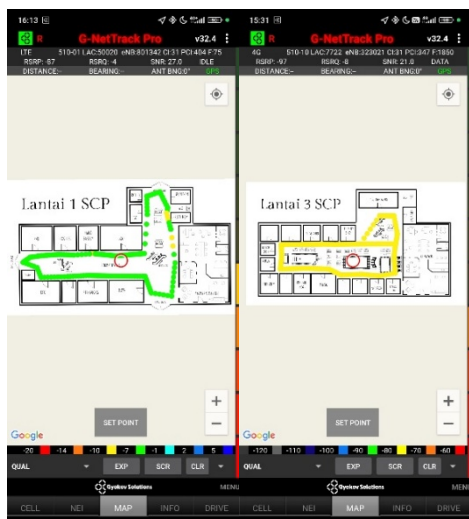 16:13
G-NetTrack Pro
v32.4
R
LTE 510-01 LAC:50020 eNB:801342 CI:31 PCI:404 F:75
RSRP: -87 RSRQ: -20 SNR: 27.0 IDLE
DISTANCE:- BEARING:- ANT BNG:0° GPS
Lantai 1 SCP
SET POINT
+
−
Google
-20 -14 -10 -7 -1 2 5
QUAL EXP SCR CLR
Gyokov Solutions
MENU
CELL NEI MAP INFO DRIVE
15:31
G-NetTrack Pro
v32.4
R
4G 510-10 LAC:7722 eNB:323021 CI:31 PCI:347 F:1850
RSRP: -97 RSRQ: -8 SNR: 21.0 DATA
DISTANCE:- BEARING:- ANT BNG:0° GPS
Lantai 3 SCP
SET POINT
+
−
Google
-120 -110 -100 -90 -80 -70 -60
QUAL EXP SCR CLR
Gyokov Solutions
MEN
CELL NEI MAP INFO DRIVE